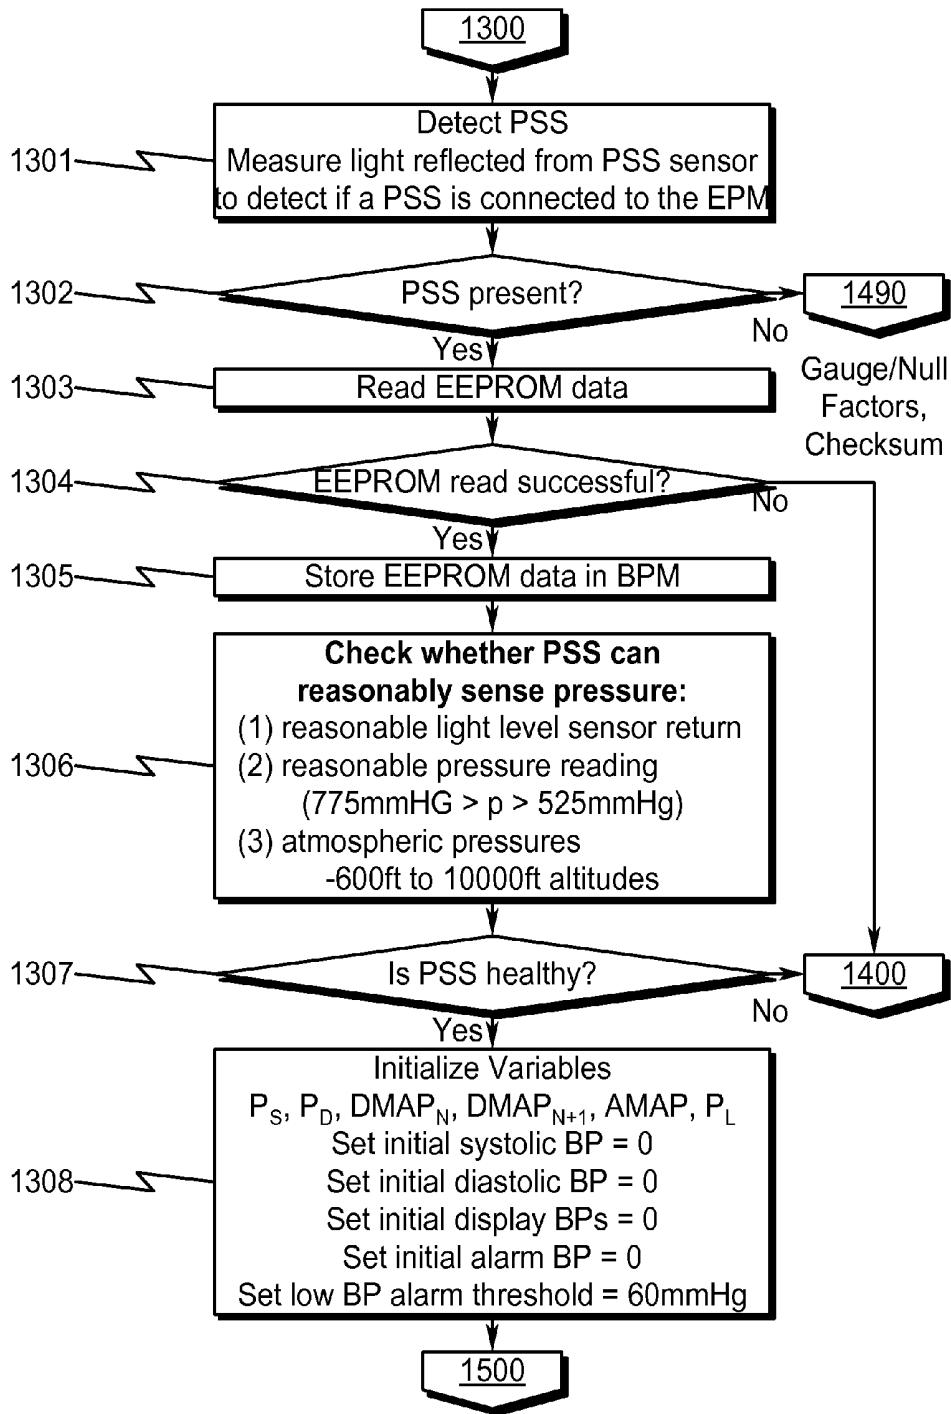 1300
1301
Detect PSS
Measure light reflected from PSS sensor
to detect if a PSS is connected to the EPM
1302
PSS present?
1490
No
Yes
Gauge/Null
Factors,
Checksum
1303
Read EEPROM data
1304
EEPROM read successful?
No
Yes
1305
Store EEPROM data in BPM
1306
Check whether PSS can
reasonably sense pressure:
(1) reasonable light level sensor return
(2) reasonable pressure reading
(775mmHG > p > 525mmHg)
(3) atmospheric pressures
-600ft to 10000ft altitudes
1307
Is PSS healthy?
1400
No
Yes
1308
Initialize Variables
P_S, P_D, DMAP_N, DMAP_N+1, AMAP, P_L
Set initial systolic BP = 0
Set initial diastolic BP = 0
Set initial display BPs = 0
Set initial alarm BP = 0
Set low BP alarm threshold = 60mmHg
1500